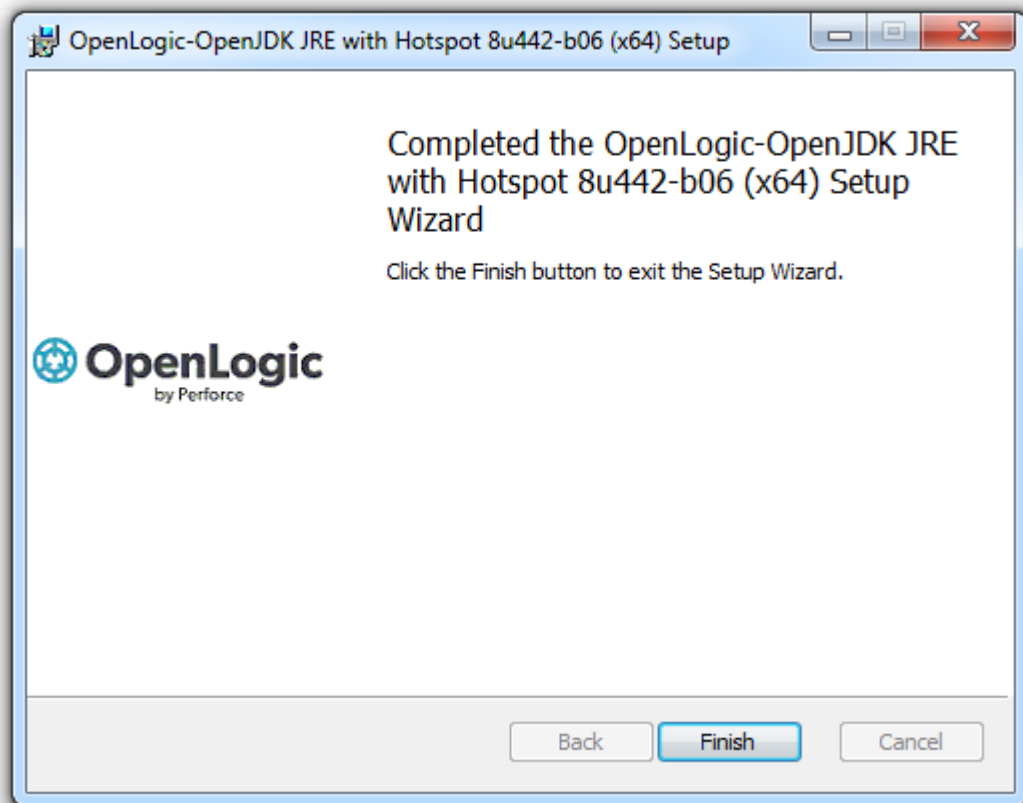 OpenLogic-OpenJDK JRE with Hotspot 8u442-b06 (x64) Setup
Completed the OpenLogic-OpenJDK JRE
with Hotspot 8u442-b06 (x64) Setup
Wizard
Click the Finish button to exit the Setup Wizard.
OpenLogic
by Perforce
Back
Finish
Cancel